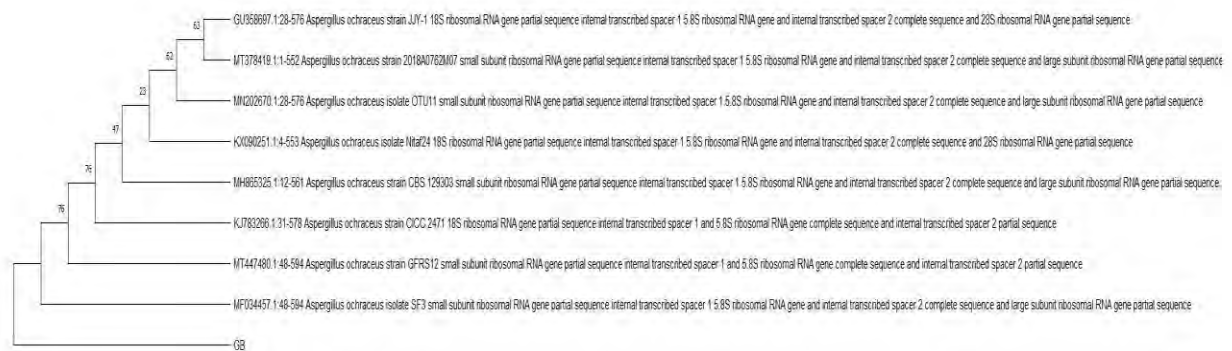 63
GU358697.1:28-576 Aspergillus ochraceus strain JJY-1 18S ribosomal RNA gene partial sequence internal transcribed spacer 1 5.8S ribosomal RNA gene and internal transcribed spacer 2 complete sequence and 28S ribosomal RNA gene partial sequence
62
MT378419.1:1-552 Aspergillus ochraceus strain 2018A0762M07 small subunit ribosomal RNA gene partial sequence internal transcribed spacer 1 5.8S ribosomal RNA gene and internal transcribed spacer 2 complete sequence and large subunit ribosomal RNA gene partial sequence
23
MN202670.1:28-576 Aspergillus ochraceus isolate OTU11 small subunit ribosomal RNA gene partial sequence internal transcribed spacer 1 5.8S ribosomal RNA gene and internal transcribed spacer 2 complete sequence and large subunit ribosomal RNA gene partial sequence
47
KX090251.1:4-553 Aspergillus ochraceus isolate Nitaf24 18S ribosomal RNA gene partial sequence internal transcribed spacer 1 5.8S ribosomal RNA gene and internal transcribed spacer 2 complete sequence and 28S ribosomal RNA gene partial sequence
76
MH865325.1:12-561 Aspergillus ochraceus strain CBS 129303 small subunit ribosomal RNA gene partial sequence internal transcribed spacer 1 5.8S ribosomal RNA gene and internal transcribed spacer 2 complete sequence and large subunit ribosomal RNA gene partial sequence
76
KJ783266.1:31-578 Aspergillus ochraceus strain CICC 2471 18S ribosomal RNA gene partial sequence internal transcribed spacer 1 and 5.8S ribosomal RNA gene complete sequence and internal transcribed spacer 2 partial sequence
MT447480.1:48-594 Aspergillus ochraceus strain GFRS12 small subunit ribosomal RNA gene partial sequence internal transcribed spacer 1 and 5.8S ribosomal RNA gene complete sequence and internal transcribed spacer 2 partial sequence
MF034457.1:48-594 Aspergillus ochraceus isolate SF3 small subunit ribosomal RNA gene partial sequence internal transcribed spacer 1 5.8S ribosomal RNA gene and internal transcribed spacer 2 complete sequence and large subunit ribosomal RNA gene partial sequence
GB